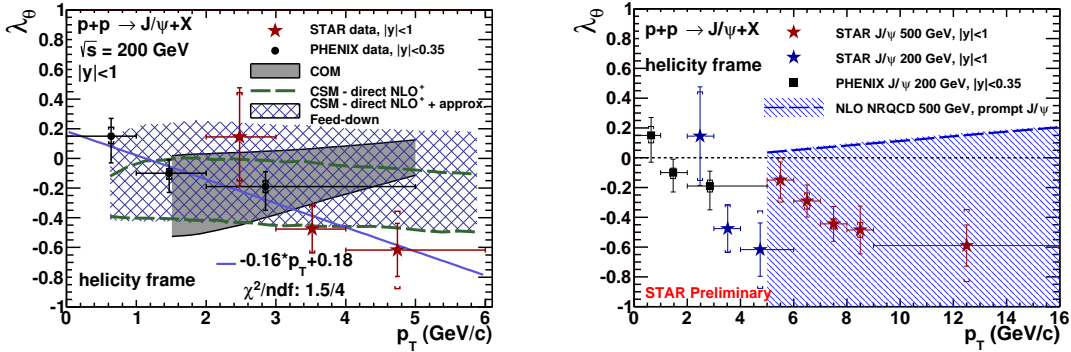 λθ
p+p → J/ψ+X
√s = 200 GeV
|y|<1
STAR data, |y|<1
PHENIX data, |y|<0.35
COM
CSM - direct NLO⁺
CSM - direct NLO⁺ + approx
Feed-down
helicity frame
-0.16*pT+0.18
χ²/ndf: 1.5/4
1
0.8
0.6
0.4
0.2
0
-0.2
-0.4
-0.6
-0.8
-1
0 1 2 3 4 5 6
pT (GeV/c)
λθ
p+p → J/ψ+X
helicity frame
STAR J/ψ 500 GeV, |y|<1
STAR J/ψ 200 GeV, |y|<1
PHENIX J/ψ 200 GeV, |y|<0.35
NLO NRQCD 500 GeV, prompt J/ψ
STAR Preliminary
1
0.8
0.6
0.4
0.2
0
-0.2
-0.4
-0.6
-0.8
-1
0 2 4 6 8 10 12 14 16
pT (GeV/c)